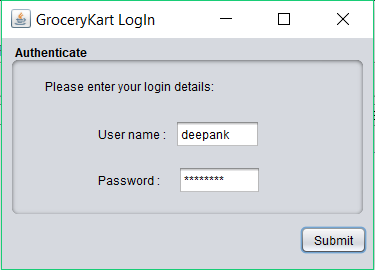 GroceryKart LogIn
Authenticate
Please enter your login details:
User name : deepank
Password : ********
Submit